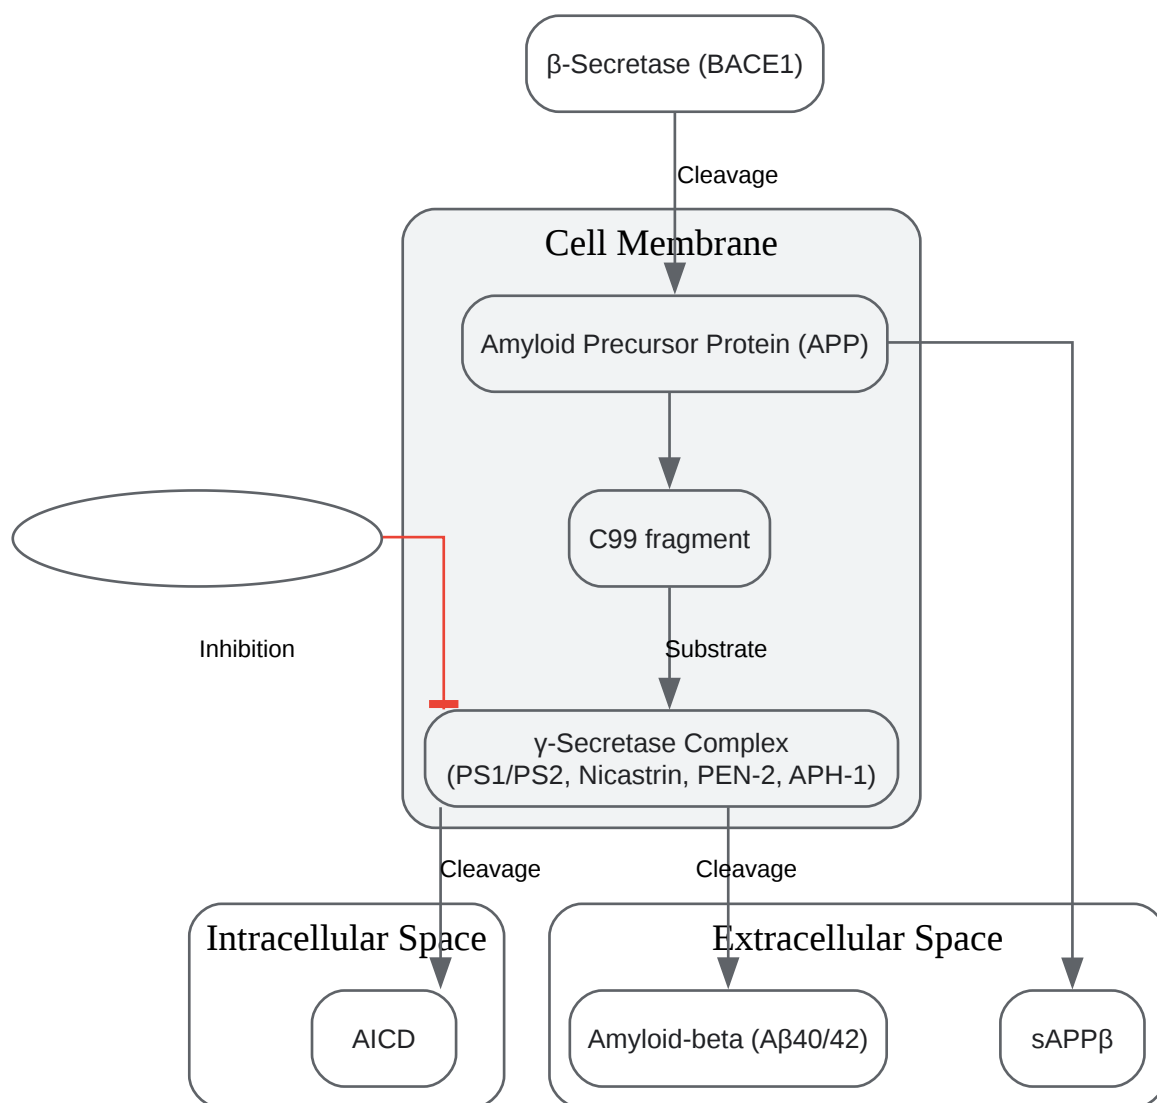 β-Secretase (BACE1)
Cleavage
Cell Membrane
Amyloid Precursor Protein (APP)
C99 fragment
Inhibition
Substrate
γ-Secretase Complex
(PS1/PS2, Nicastrin, PEN-2, APH-1)
Cleavage
Cleavage
Intracellular Space
Extracellular Space
AICD
Amyloid-beta (Aβ40/42)
sAPPβ